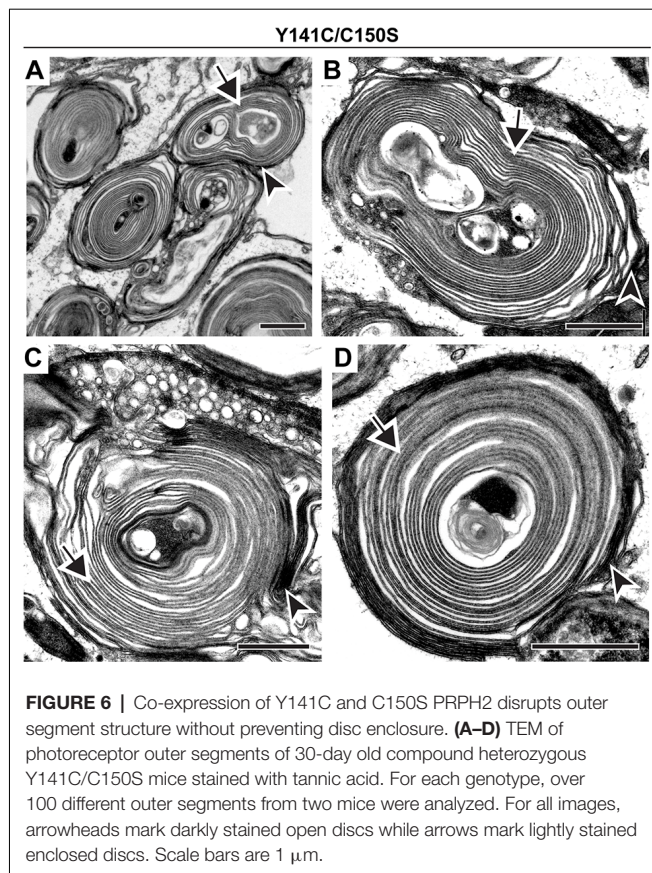 Y141C/C150S
A
B
C
D
FIGURE 6 | Co-expression of Y141C and C150S PRPH2 disrupts outer
segment structure without preventing disc enclosure. (A–D) TEM of
photoreceptor outer segments of 30-day old compound heterozygous
Y141C/C150S mice stained with tannic acid. For each genotype, over
100 different outer segments from two mice were analyzed. For all images,
arrowheads mark darkly stained open discs while arrows mark lightly stained
enclosed discs. Scale bars are 1 μm.